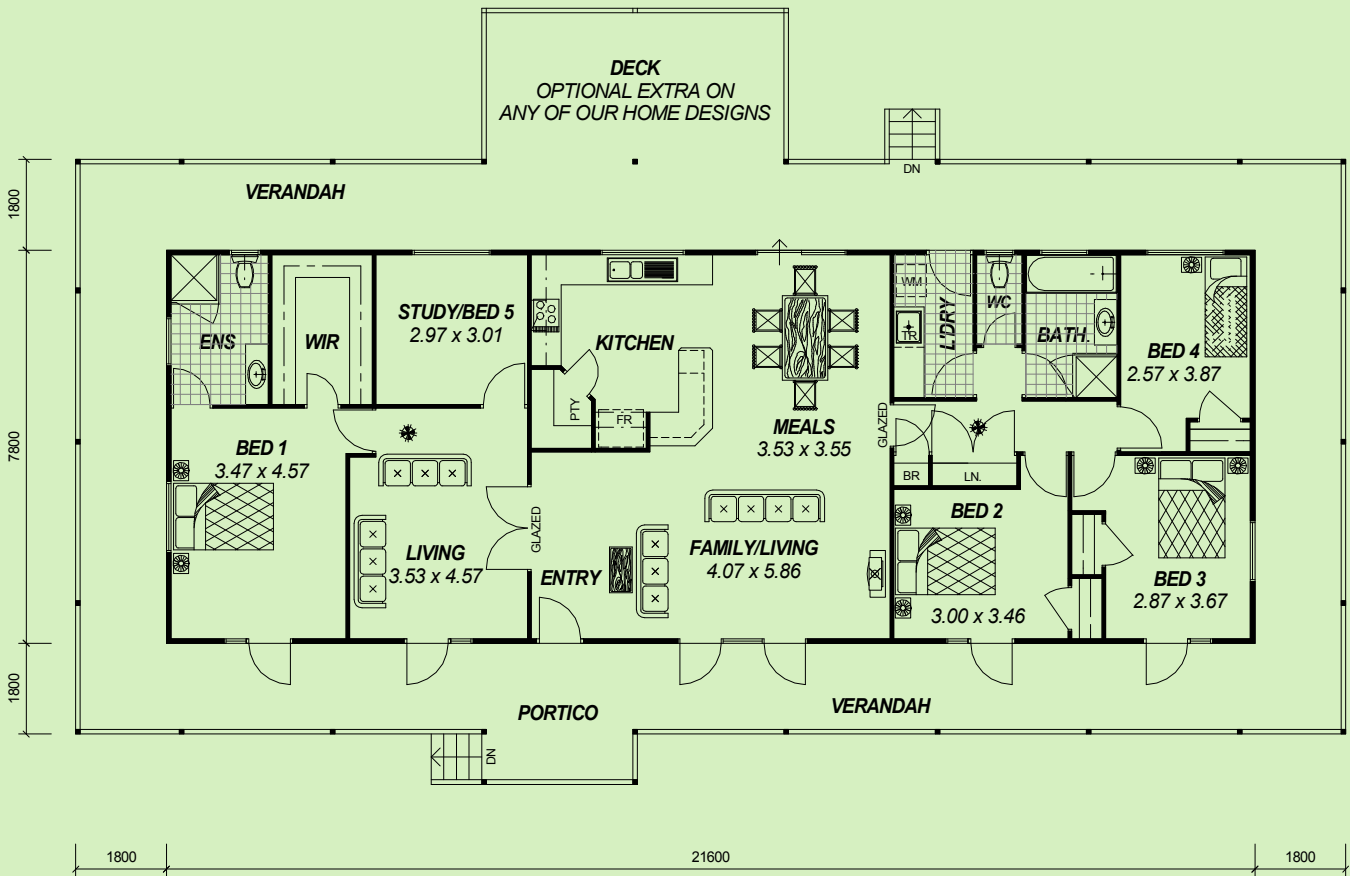 DECK
OPTIONAL EXTRA ON
ANY OF OUR HOME DESIGNS
DN
VERANDAH
1800
7800
1800
ENS
WIR
STUDY/BED 5
2.97 x 3.01
KITCHEN
PTY
FR
MEALS
3.53 x 3.55
WM
TR
L'DRY
WC
BATH.
BED 4
2.57 x 3.87
GLAZED
BR
LN.
BED 1
3.47 x 4.57
LIVING
3.53 x 4.57
GLAZED
ENTRY
FAMILY/LIVING
4.07 x 5.86
BED 2
3.00 x 3.46
BED 3
2.87 x 3.67
PORTICO
VERANDAH
DN
1800
21600
1800